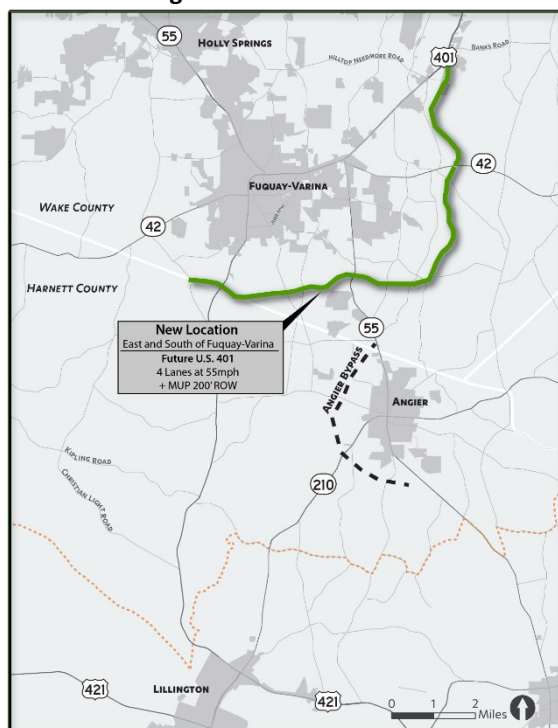 55
HOLLY SPRINGS
HILLTOP NEEDMORE ROAD
BANKS ROAD
401
FUQUAY-VARINA
42
WAKE COUNTY
42
HARNETT COUNTY
New Location
East and South of Fuquay-Varina
Future U.S. 401
4 Lanes at 55mph
+ MUP 200' ROW
55
ANGIER BYPASS
ANGIER
KIPLING ROAD
CHRISTIAN LIGHT ROAD
210
421
LILLINGTON
421
0 1 2
Miles